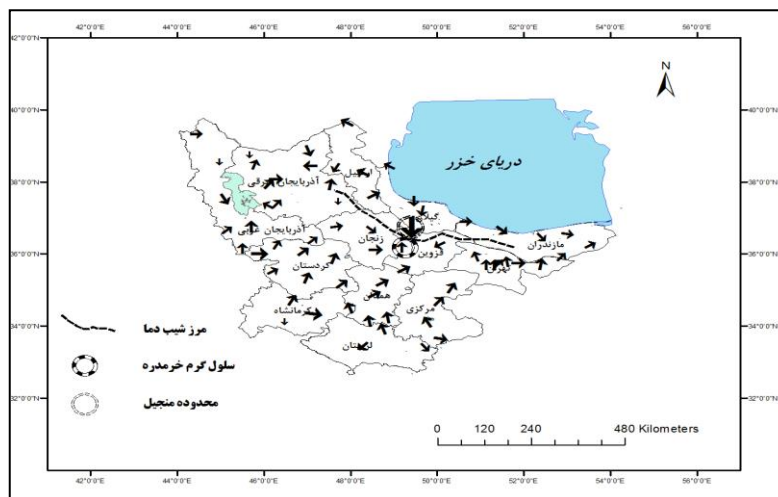 42°0'0"E 44°0'0"E 46°0'0"E 48°0'0"E 50°0'0"E 52°0'0"E 54°0'0"E 56°0'0"E
42°0'0"N 42°0'0"N
N
40°0'0"N 40°0'0"N
دریای خزر
38°0'0"N 38°0'0"N
اردبیل
آذربایجان شرقی
گیلان
مازندران
آذربایجان غربی
زنجان
قزوین
36°0'0"N 36°0'0"N
تهران
کردستان
همدان
کرمانشاه
مرکزی
34°0'0"N 34°0'0"N
لرستان
مرز شیب دما
سلول گرم خرمدره
محدوده منجیل
32°0'0"N 32°0'0"N
0 120 240 480 Kilometers
42°0'0"E 44°0'0"E 46°0'0"E 48°0'0"E 50°0'0"E 52°0'0"E 54°0'0"E 56°0'0"E